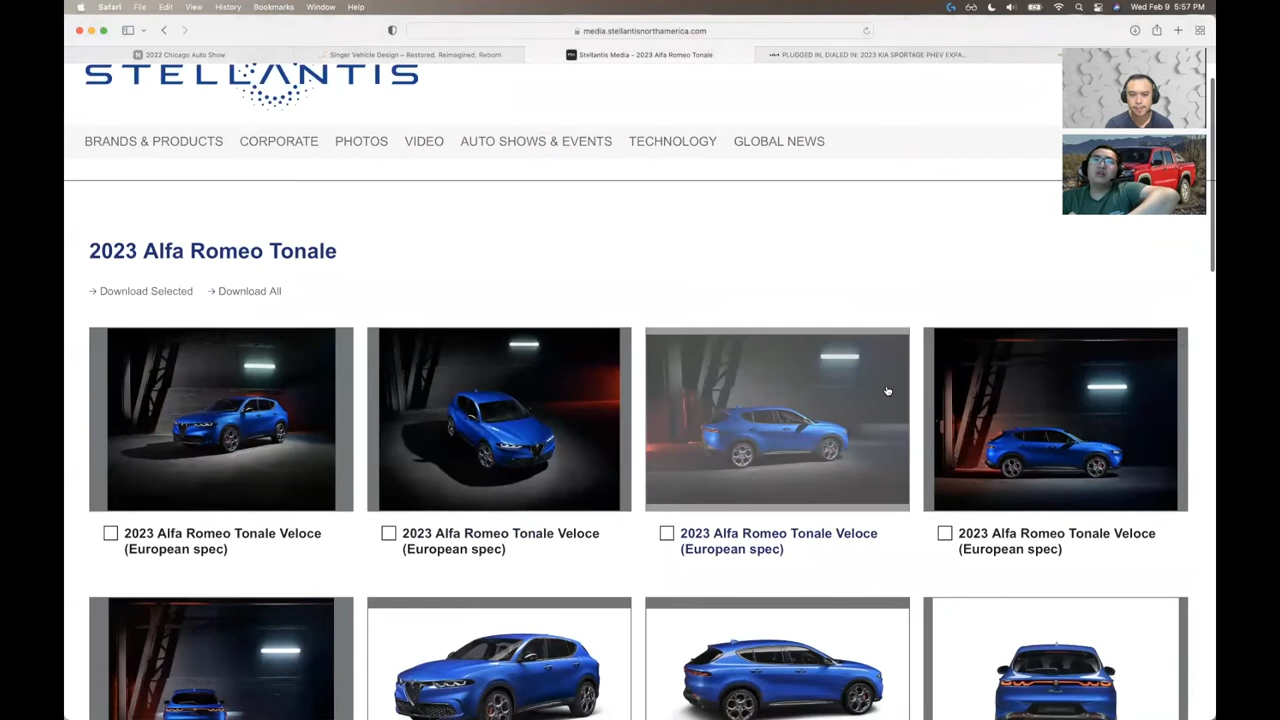 Safari File Edit View History Bookmarks Window Help
Wed Feb 9 5:57 PM
media.stellantisnorthamerica.com
2022 Chicago Auto Show
Singer Vehicle Design – Restored. Reimagined. Reborn
Stellantis Media - 2023 Alfa Romeo Tonale
PLUGGED IN, DIALED IN: 2023 KIA SPORTAGE PHEV EXPA...
STELLANTIS
BRANDS & PRODUCTS CORPORATE PHOTOS VIDEO AUTO SHOWS & EVENTS TECHNOLOGY GLOBAL NEWS
2023 Alfa Romeo Tonale
→ Download Selected → Download All
2023 Alfa Romeo Tonale Veloce
(European spec)
2023 Alfa Romeo Tonale Veloce
(European spec)
2023 Alfa Romeo Tonale Veloce
(European spec)
2023 Alfa Romeo Tonale Veloce
(European spec)